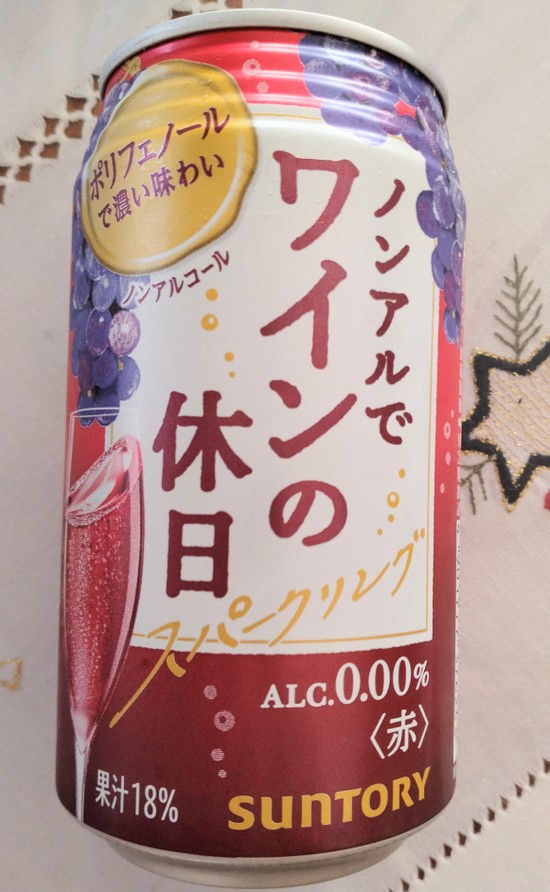 ポリフェノール
で濃い味わい
ノンアルコール
ノンアルで
ワインの
休日
スパークリング
ALC.0.00%
〈赤〉
果汁18%
SUNTORY